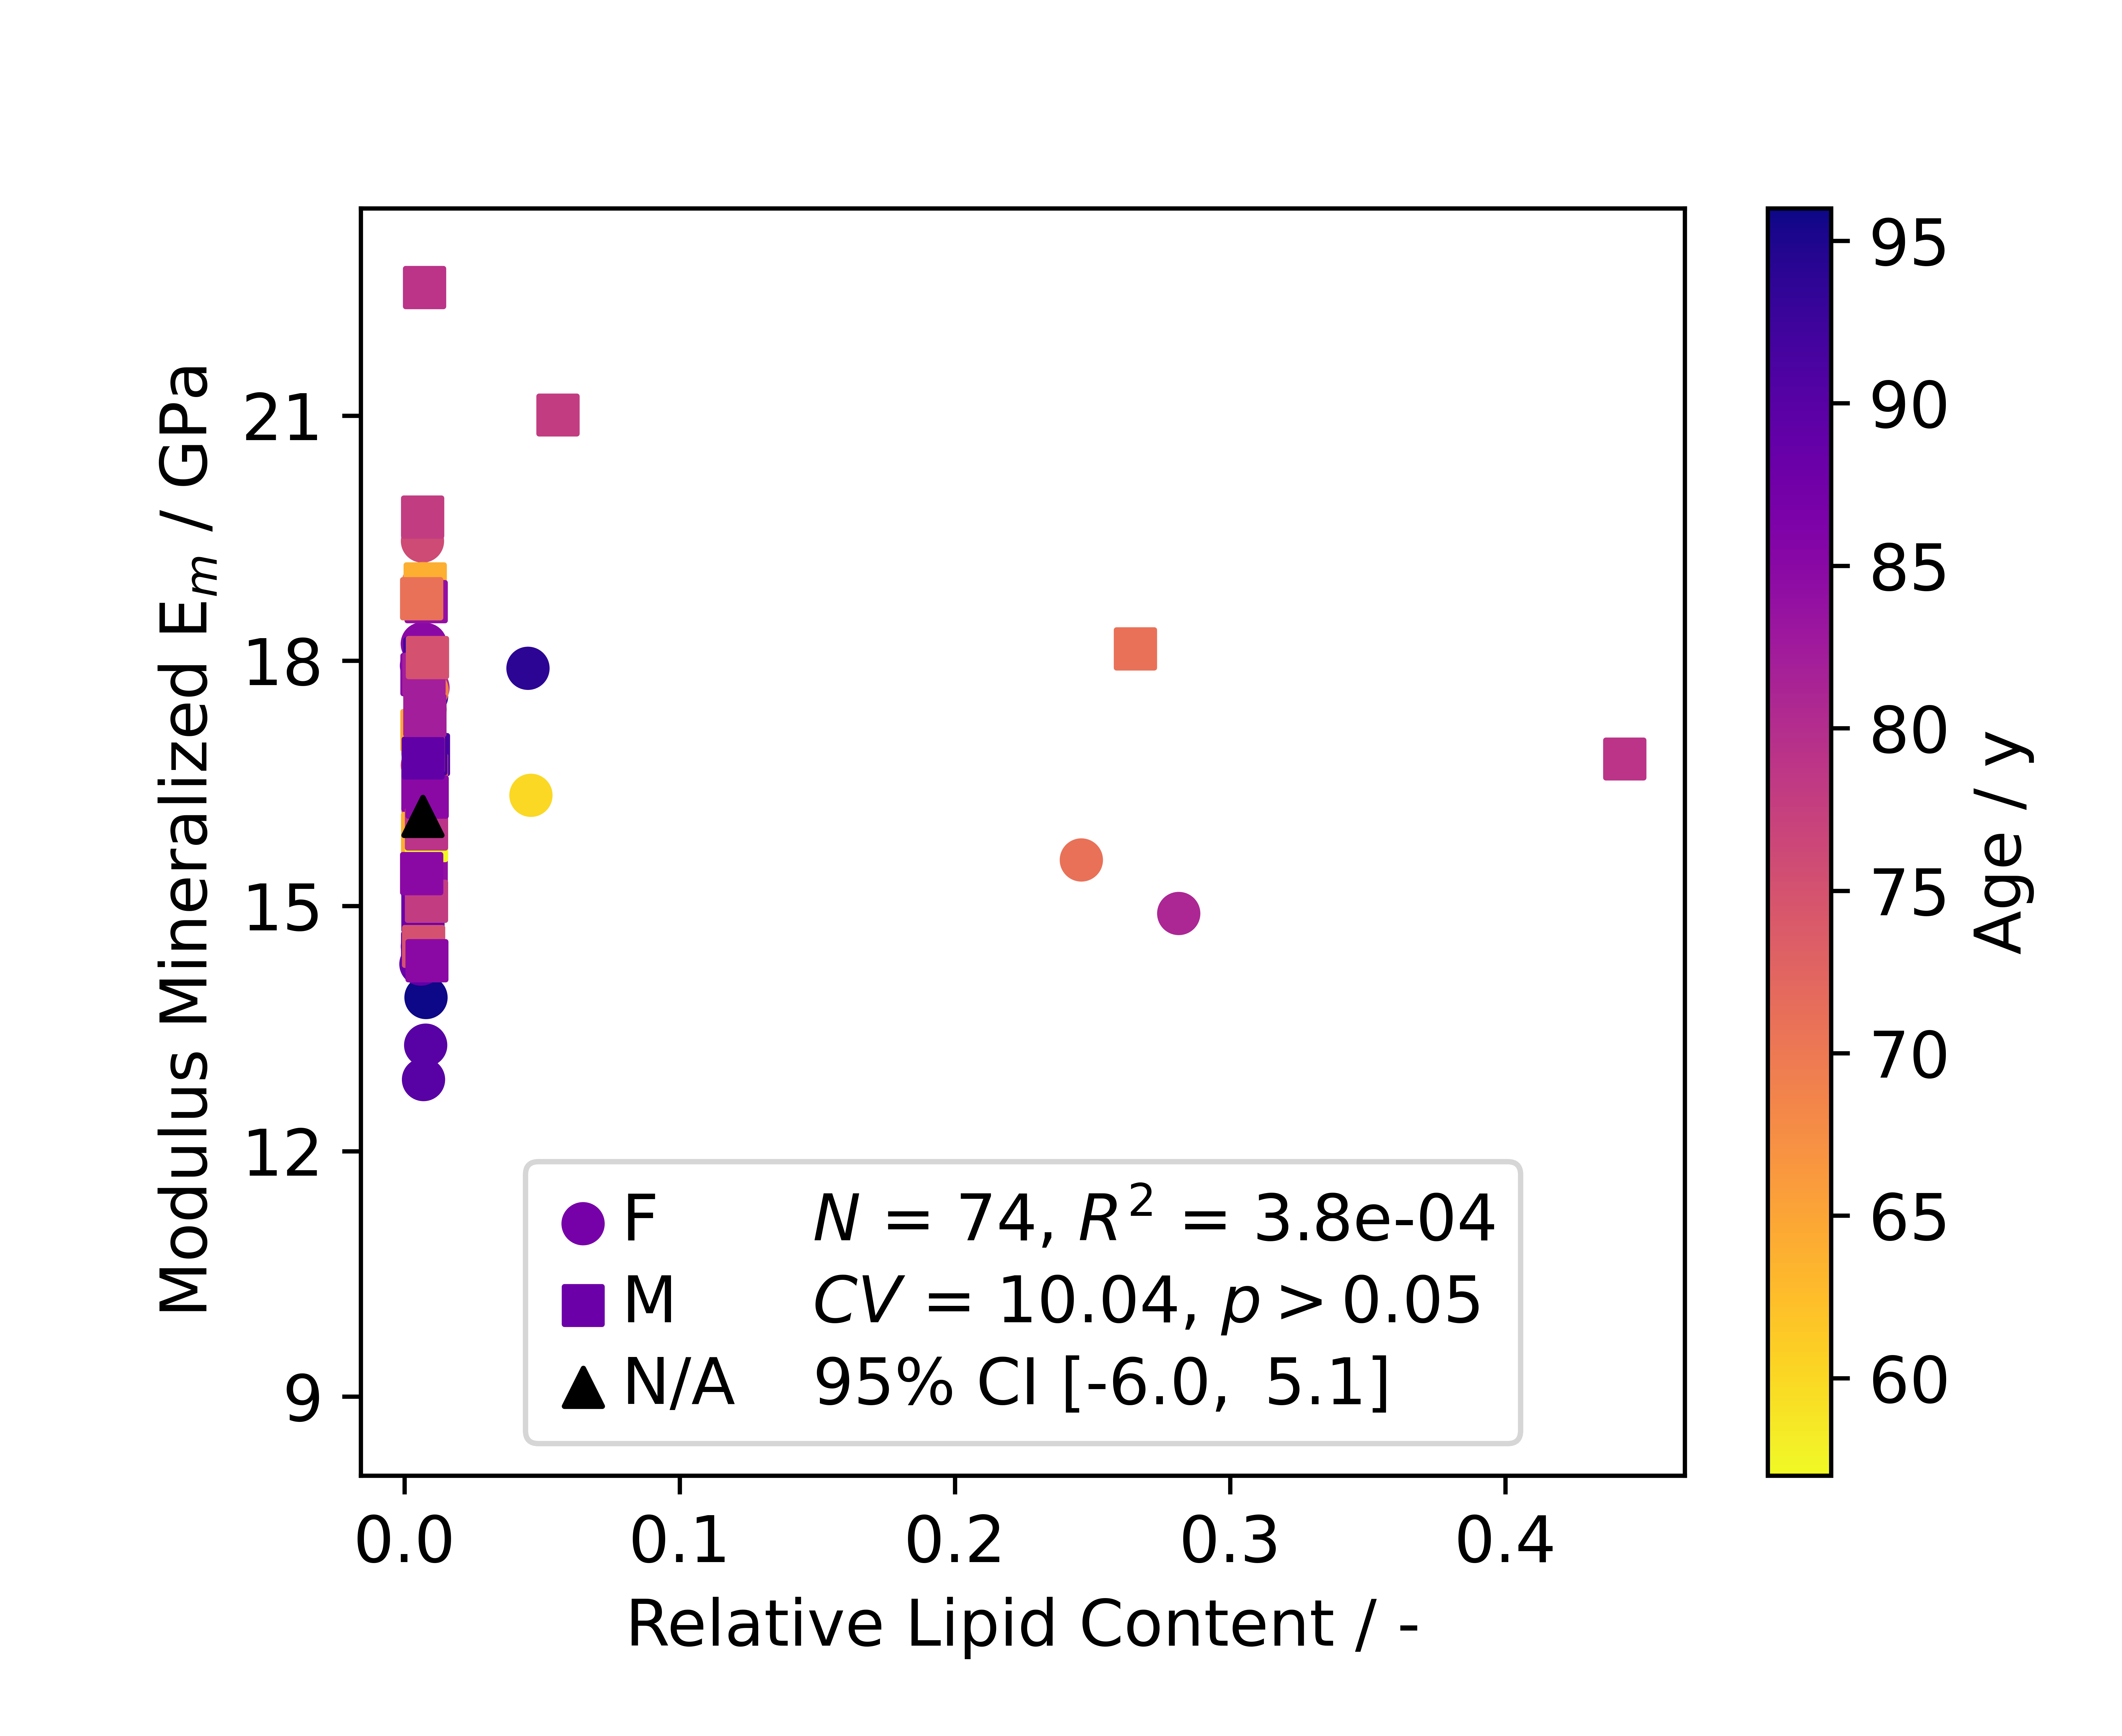 Modulus Mineralized E_m / GPa
21
18
15
12
9
F N = 74, R² = 3.8e-04
M CV = 10.04, p > 0.05
N/A 95% CI [-6.0, 5.1]
0.0 0.1 0.2 0.3 0.4
Relative Lipid Content / -
95
90
85
80
75
70
65
60
Age / y